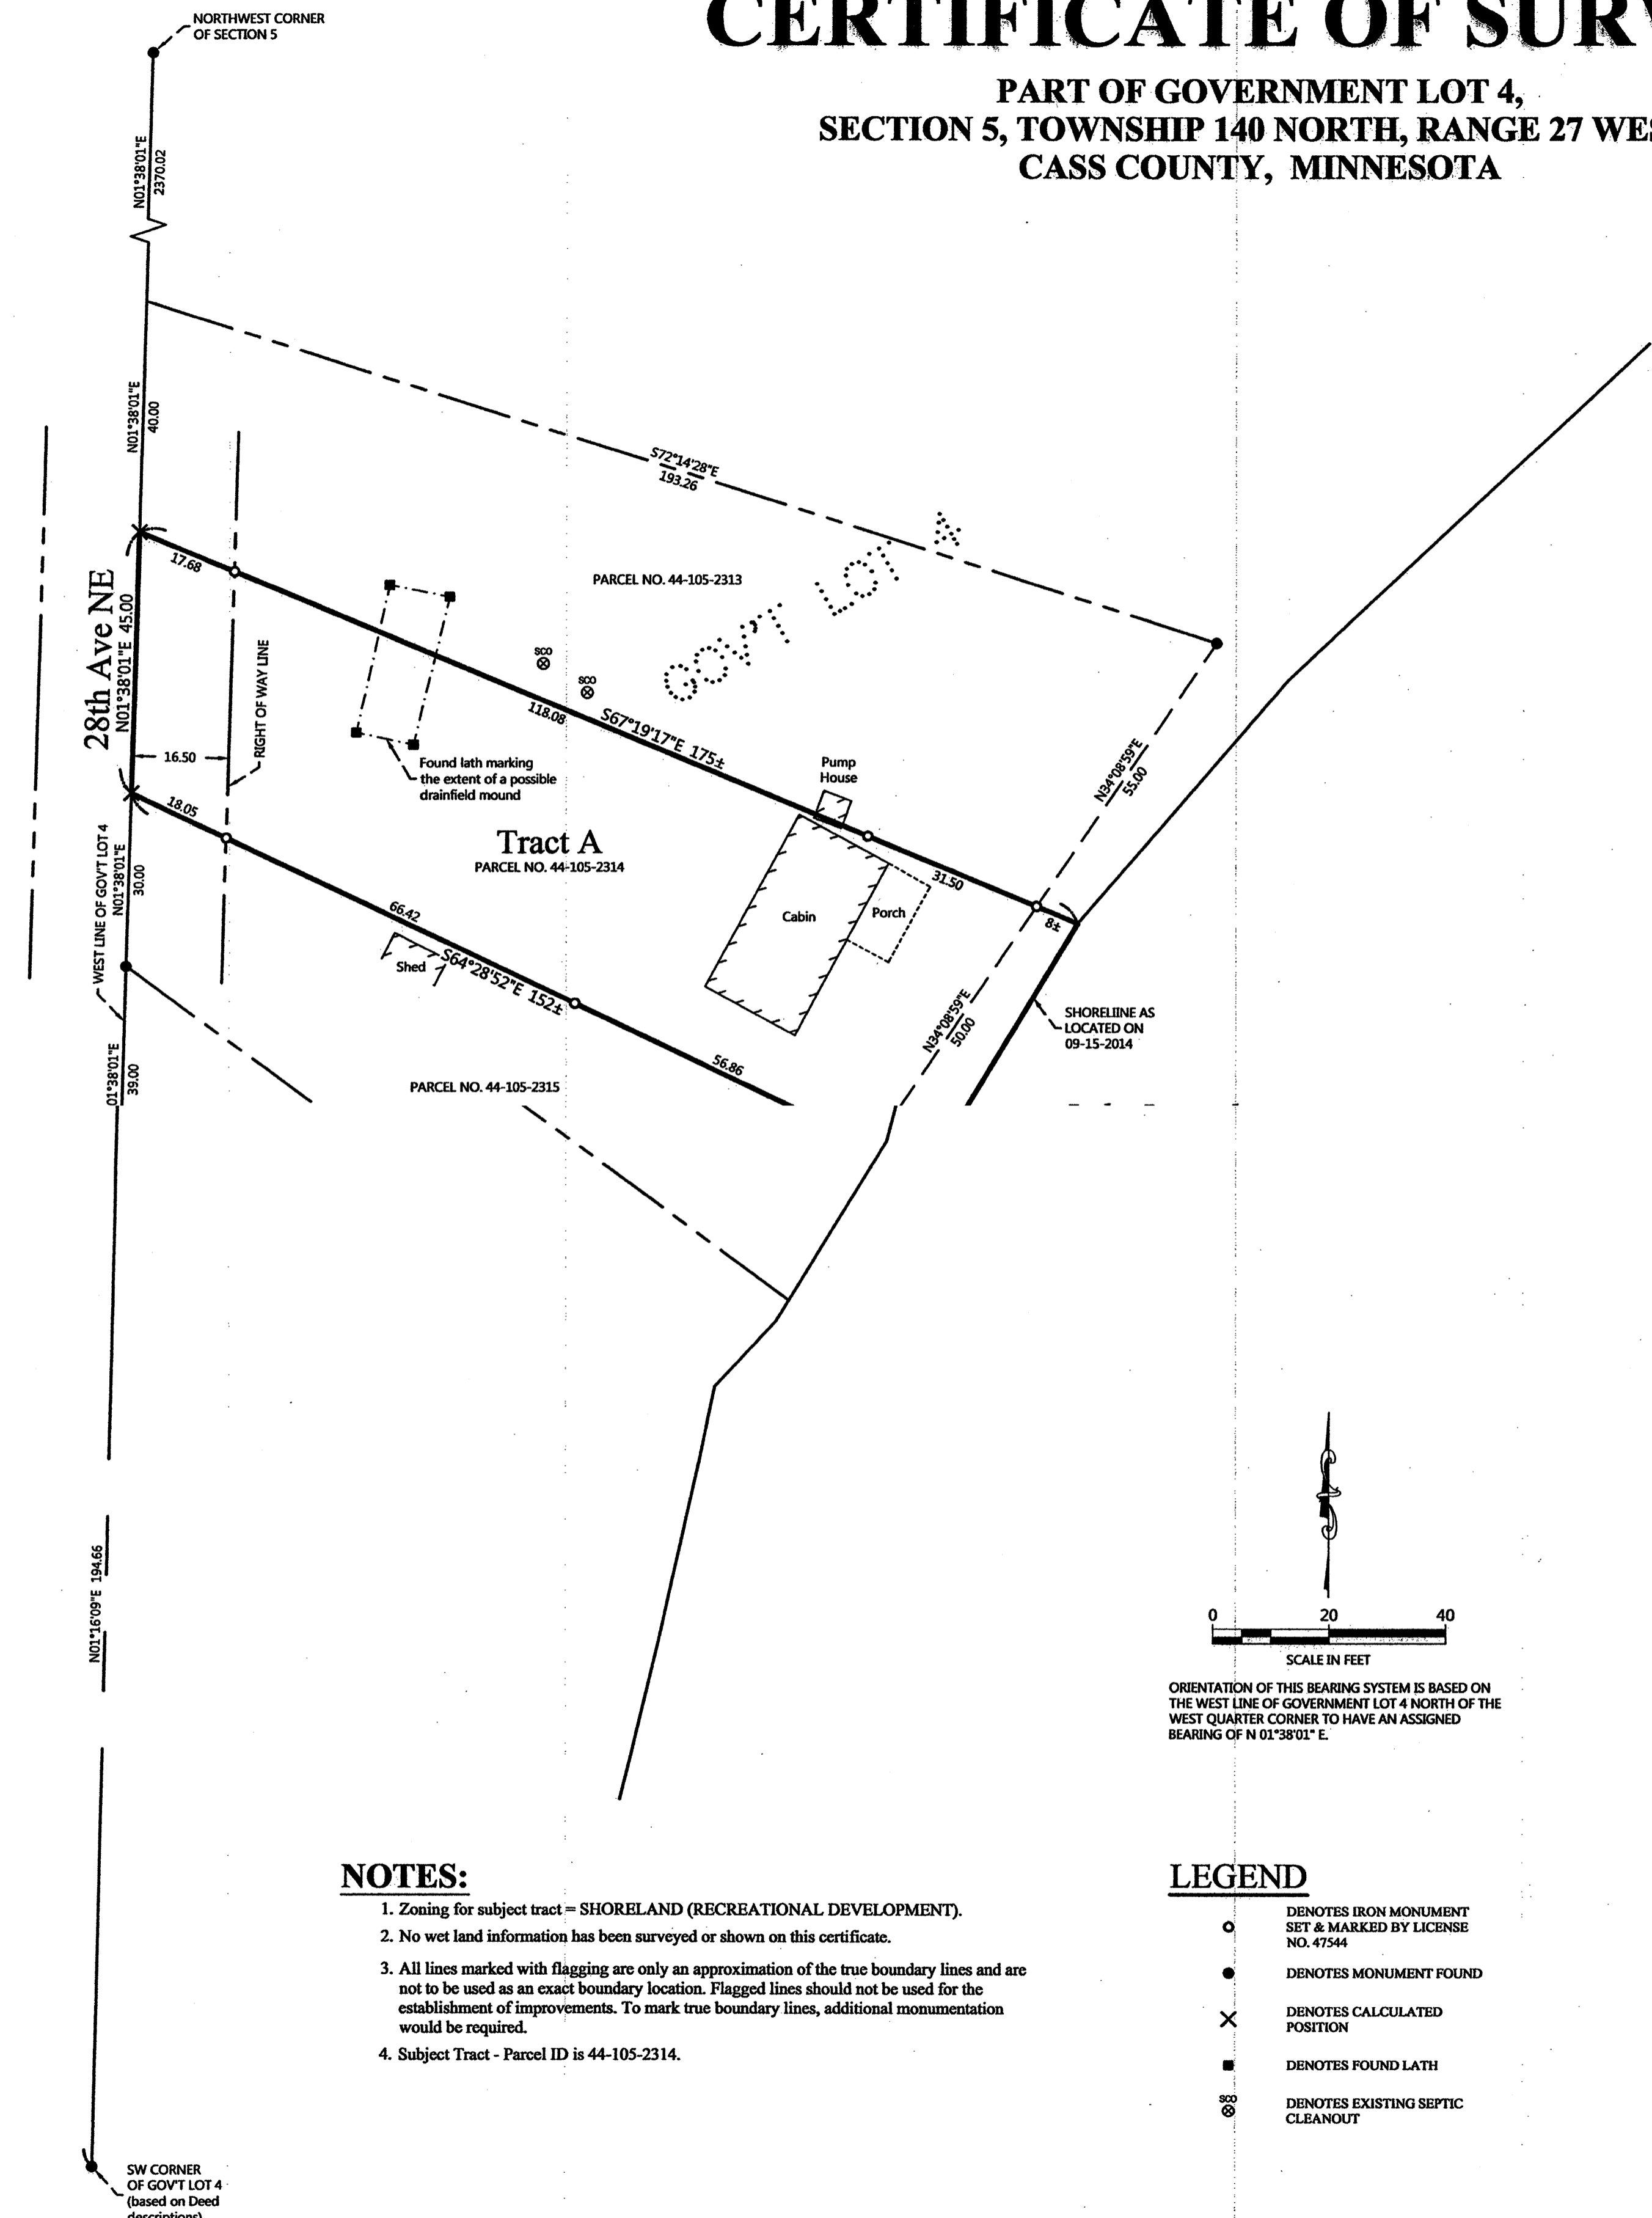 NORTHWEST CORNER
OF SECTION 5
PART OF GOVERNMENT LOT 4,
SECTION 5, TOWNSHIP 140 NORTH, RANGE 27
CASS COUNTY, MINNESOTA
CERTIFICATE OF
N01°38'01"E
2370.02
N01°38'01"E
40.00
S72°14'28"E
193.26
GOV'T LOT 4
17.68
PARCEL NO. 44-105-2313
28th Ave NE
N01°38'01"E 45.00
RIGHT OF WAY LINE
SCO
SCO
118.08
S67°19'17"E 175±
16.50
Found lath marking
the extent of a possible
drainfield mound
Pump
House
N34°08'59"E
55.00
18.05
Tract A
PARCEL NO. 44-105-2314
31.50
WEST LINE OF GOV'T LOT 4
N01°38'01"E
30.00
66.42
Cabin
Porch
8±
Shed
S64°28'52"E 152±
N34°08'59"E
50.00
SHORELIINE AS
LOCATED ON
09-15-2014
01°38'01"E
39.00
56.86
PARCEL NO. 44-105-2315
N01°16'09"E 194.66
0 20 40
SCALE IN FEET
ORIENTATION OF THIS BEARING SYSTEM IS BASED ON
THE WEST LINE OF GOVERNMENT LOT 4 NORTH OF THE
WEST QUARTER CORNER TO HAVE AN ASSIGNED
BEARING OF N 01°38'01" E.
NOTES:
1. Zoning for subject tract = SHORELAND (RECREATIONAL DEVELOPMENT).
2. No wet land information has been surveyed or shown on this certificate.
3. All lines marked with flagging are only an approximation of the true boundary lines and are
not to be used as an exact boundary location. Flagged lines should not be used for the
establishment of improvements. To mark true boundary lines, additional monumentation
would be required.
4. Subject Tract - Parcel ID is 44-105-2314.
LEGEND
DENOTES IRON MONUMENT
SET & MARKED BY LICENSE
NO. 47544
DENOTES MONUMENT FOUND
DENOTES CALCULATED
POSITION
DENOTES FOUND LATH
SCO
DENOTES EXISTING SEPTIC
CLEANOUT
SW CORNER
OF GOV'T LOT 4
(based on Deed
descriptions)